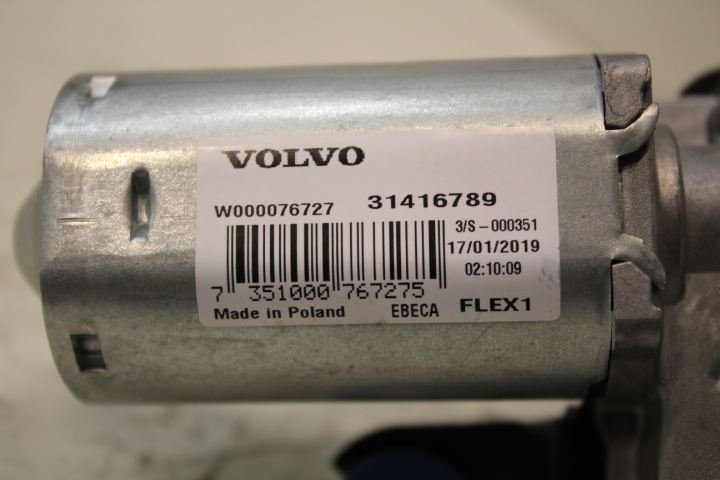 VOLVO
W000076727 31416789
3/S-000351
17/01/2019
02:10:09
7 351000 767275
Made in Poland EBECA FLEX1